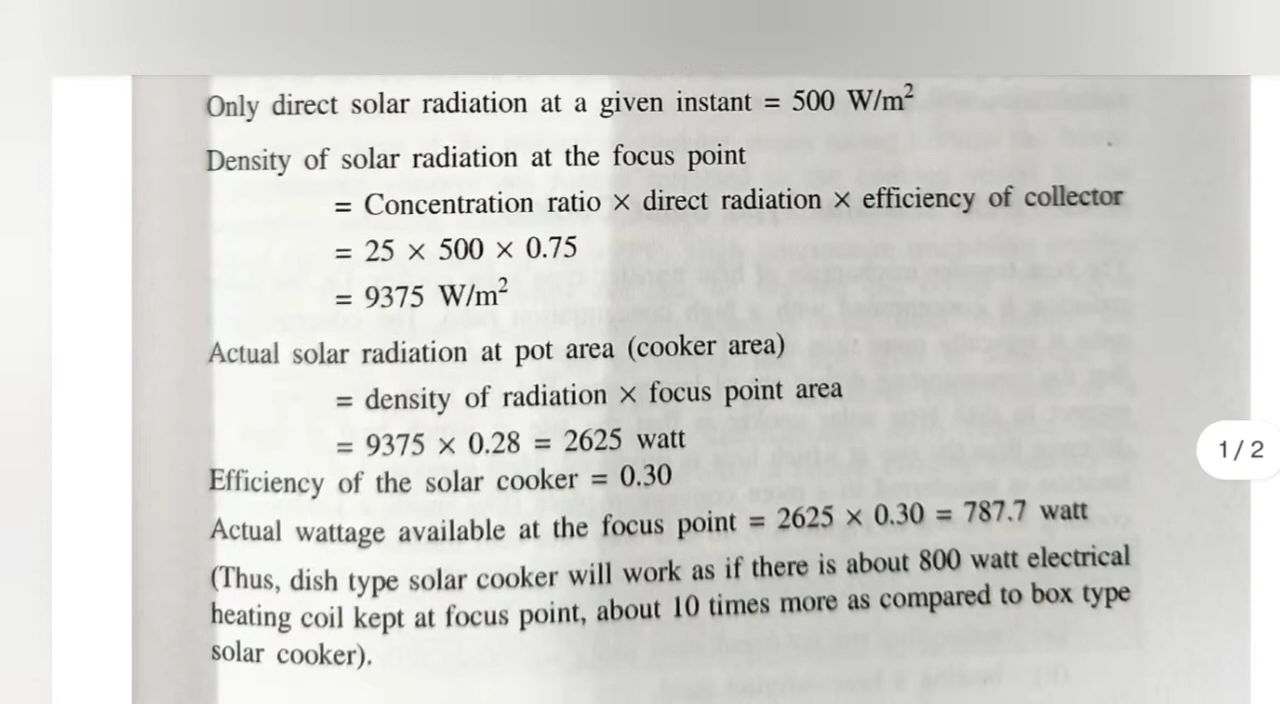 Only direct solar radiation at a given instant = 500 W/m²
Density of solar radiation at the focus point
= Concentration ratio × direct radiation × efficiency of collector
= 25 × 500 × 0.75
= 9375 W/m²
Actual solar radiation at pot area (cooker area)
= density of radiation × focus point area
= 9375 × 0.28 = 2625 watt
Efficiency of the solar cooker = 0.30
Actual wattage available at the focus point = 2625 × 0.30 = 787.7 watt
(Thus, dish type solar cooker will work as if there is about 800 watt electrical
heating coil kept at focus point, about 10 times more as compared to box type
solar cooker).
1/2